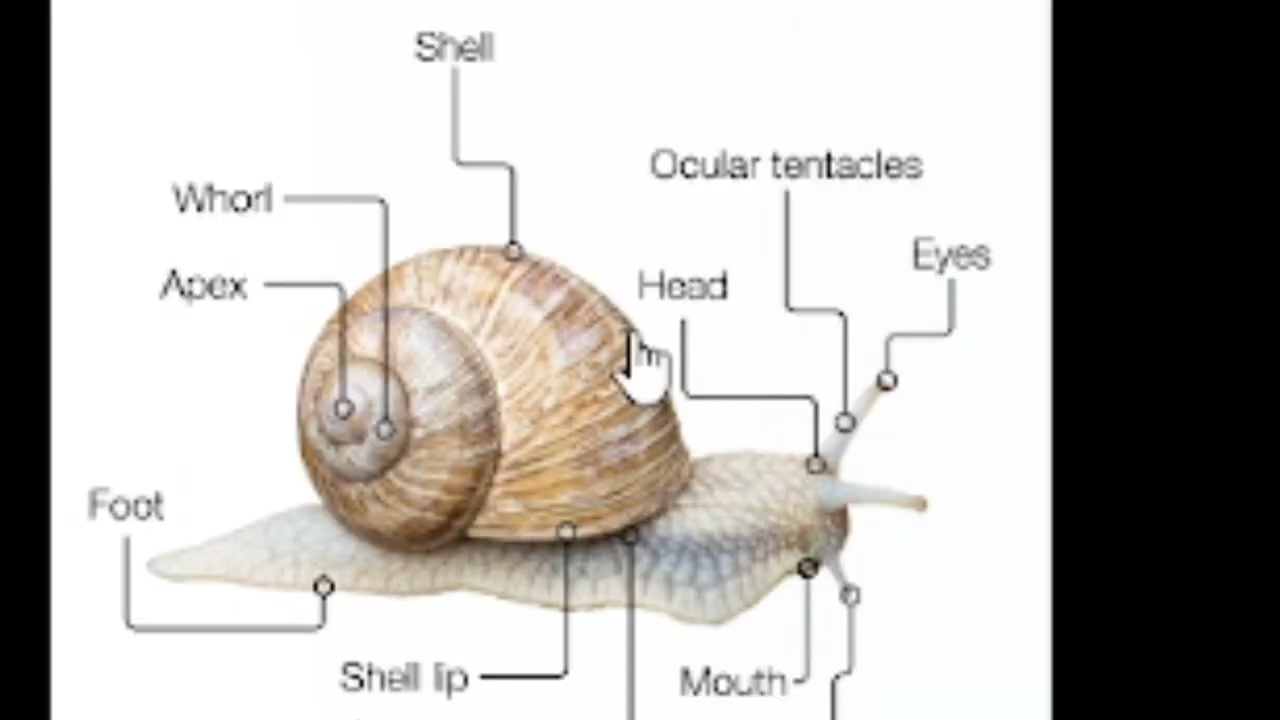 Shell
Ocular tentacles
Whorl
Eyes
Apex
Head
Foot
Shell lip
Mouth